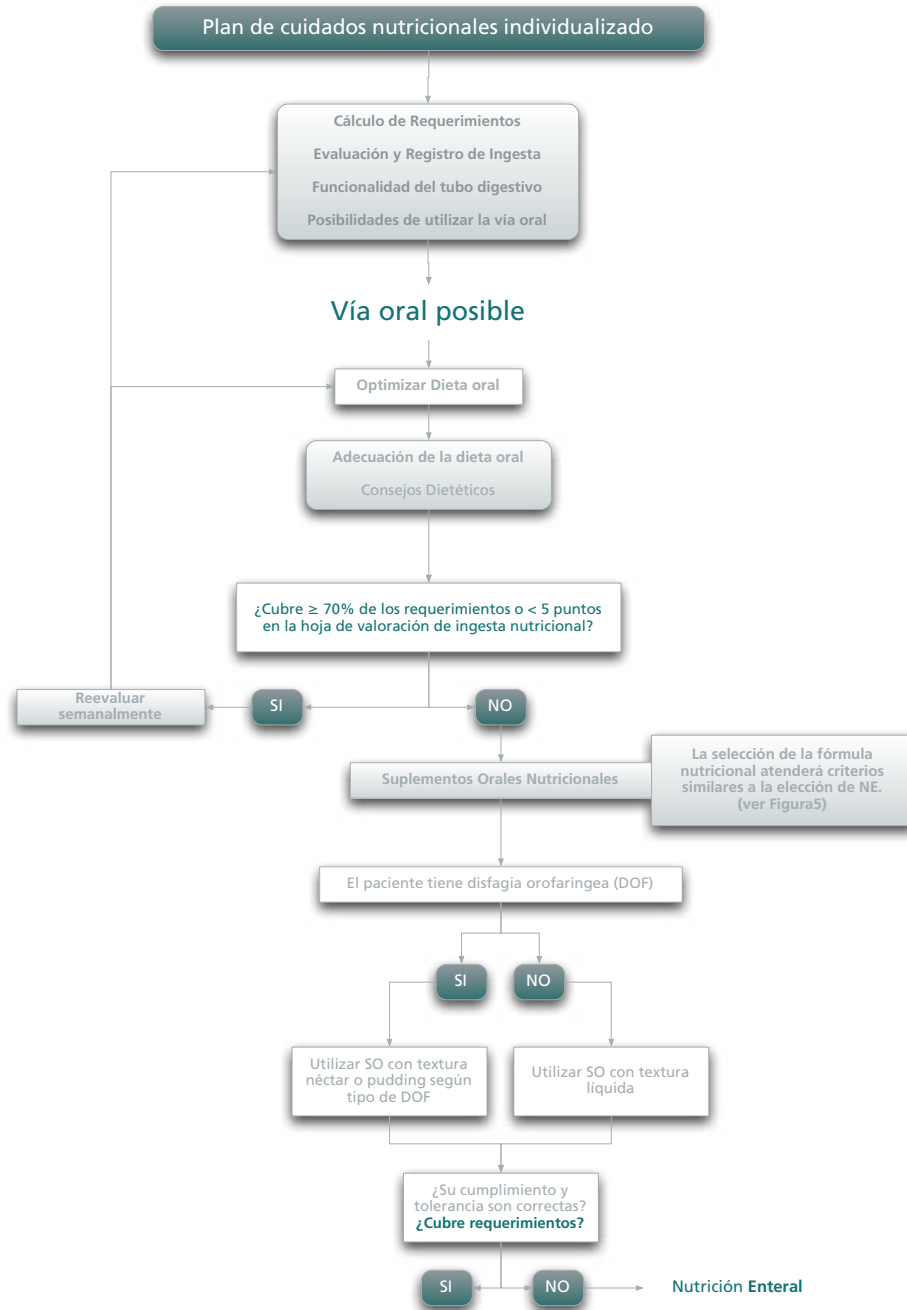 Plan de cuidados nutricionales individualizado
Cálculo de Requerimientos
Evaluación y Registro de Ingesta
Funcionalidad del tubo digestivo
Posibilidades de utilizar la vía oral
Vía oral posible
Optimizar Dieta oral
Adecuación de la dieta oral
Consejos Dietéticos
¿Cubre ≥ 70% de los requerimientos o < 5 puntos
en la hoja de valoración de ingesta nutricional?
Reevaluar
semanalmente
SI
NO
Suplementos Orales Nutricionales
La selección de la fórmula
nutricional atenderá criterios
similares a la elección de NE.
(ver Figura5)
El paciente tiene disfagia orofaringea (DOF)
SI
NO
Utilizar SO con textura
néctar o pudding según
tipo de DOF
Utilizar SO con textura
líquida
¿Su cumplimiento y
tolerancia son correctas?
¿Cubre requerimientos?
SI
NO
Nutrición Enteral